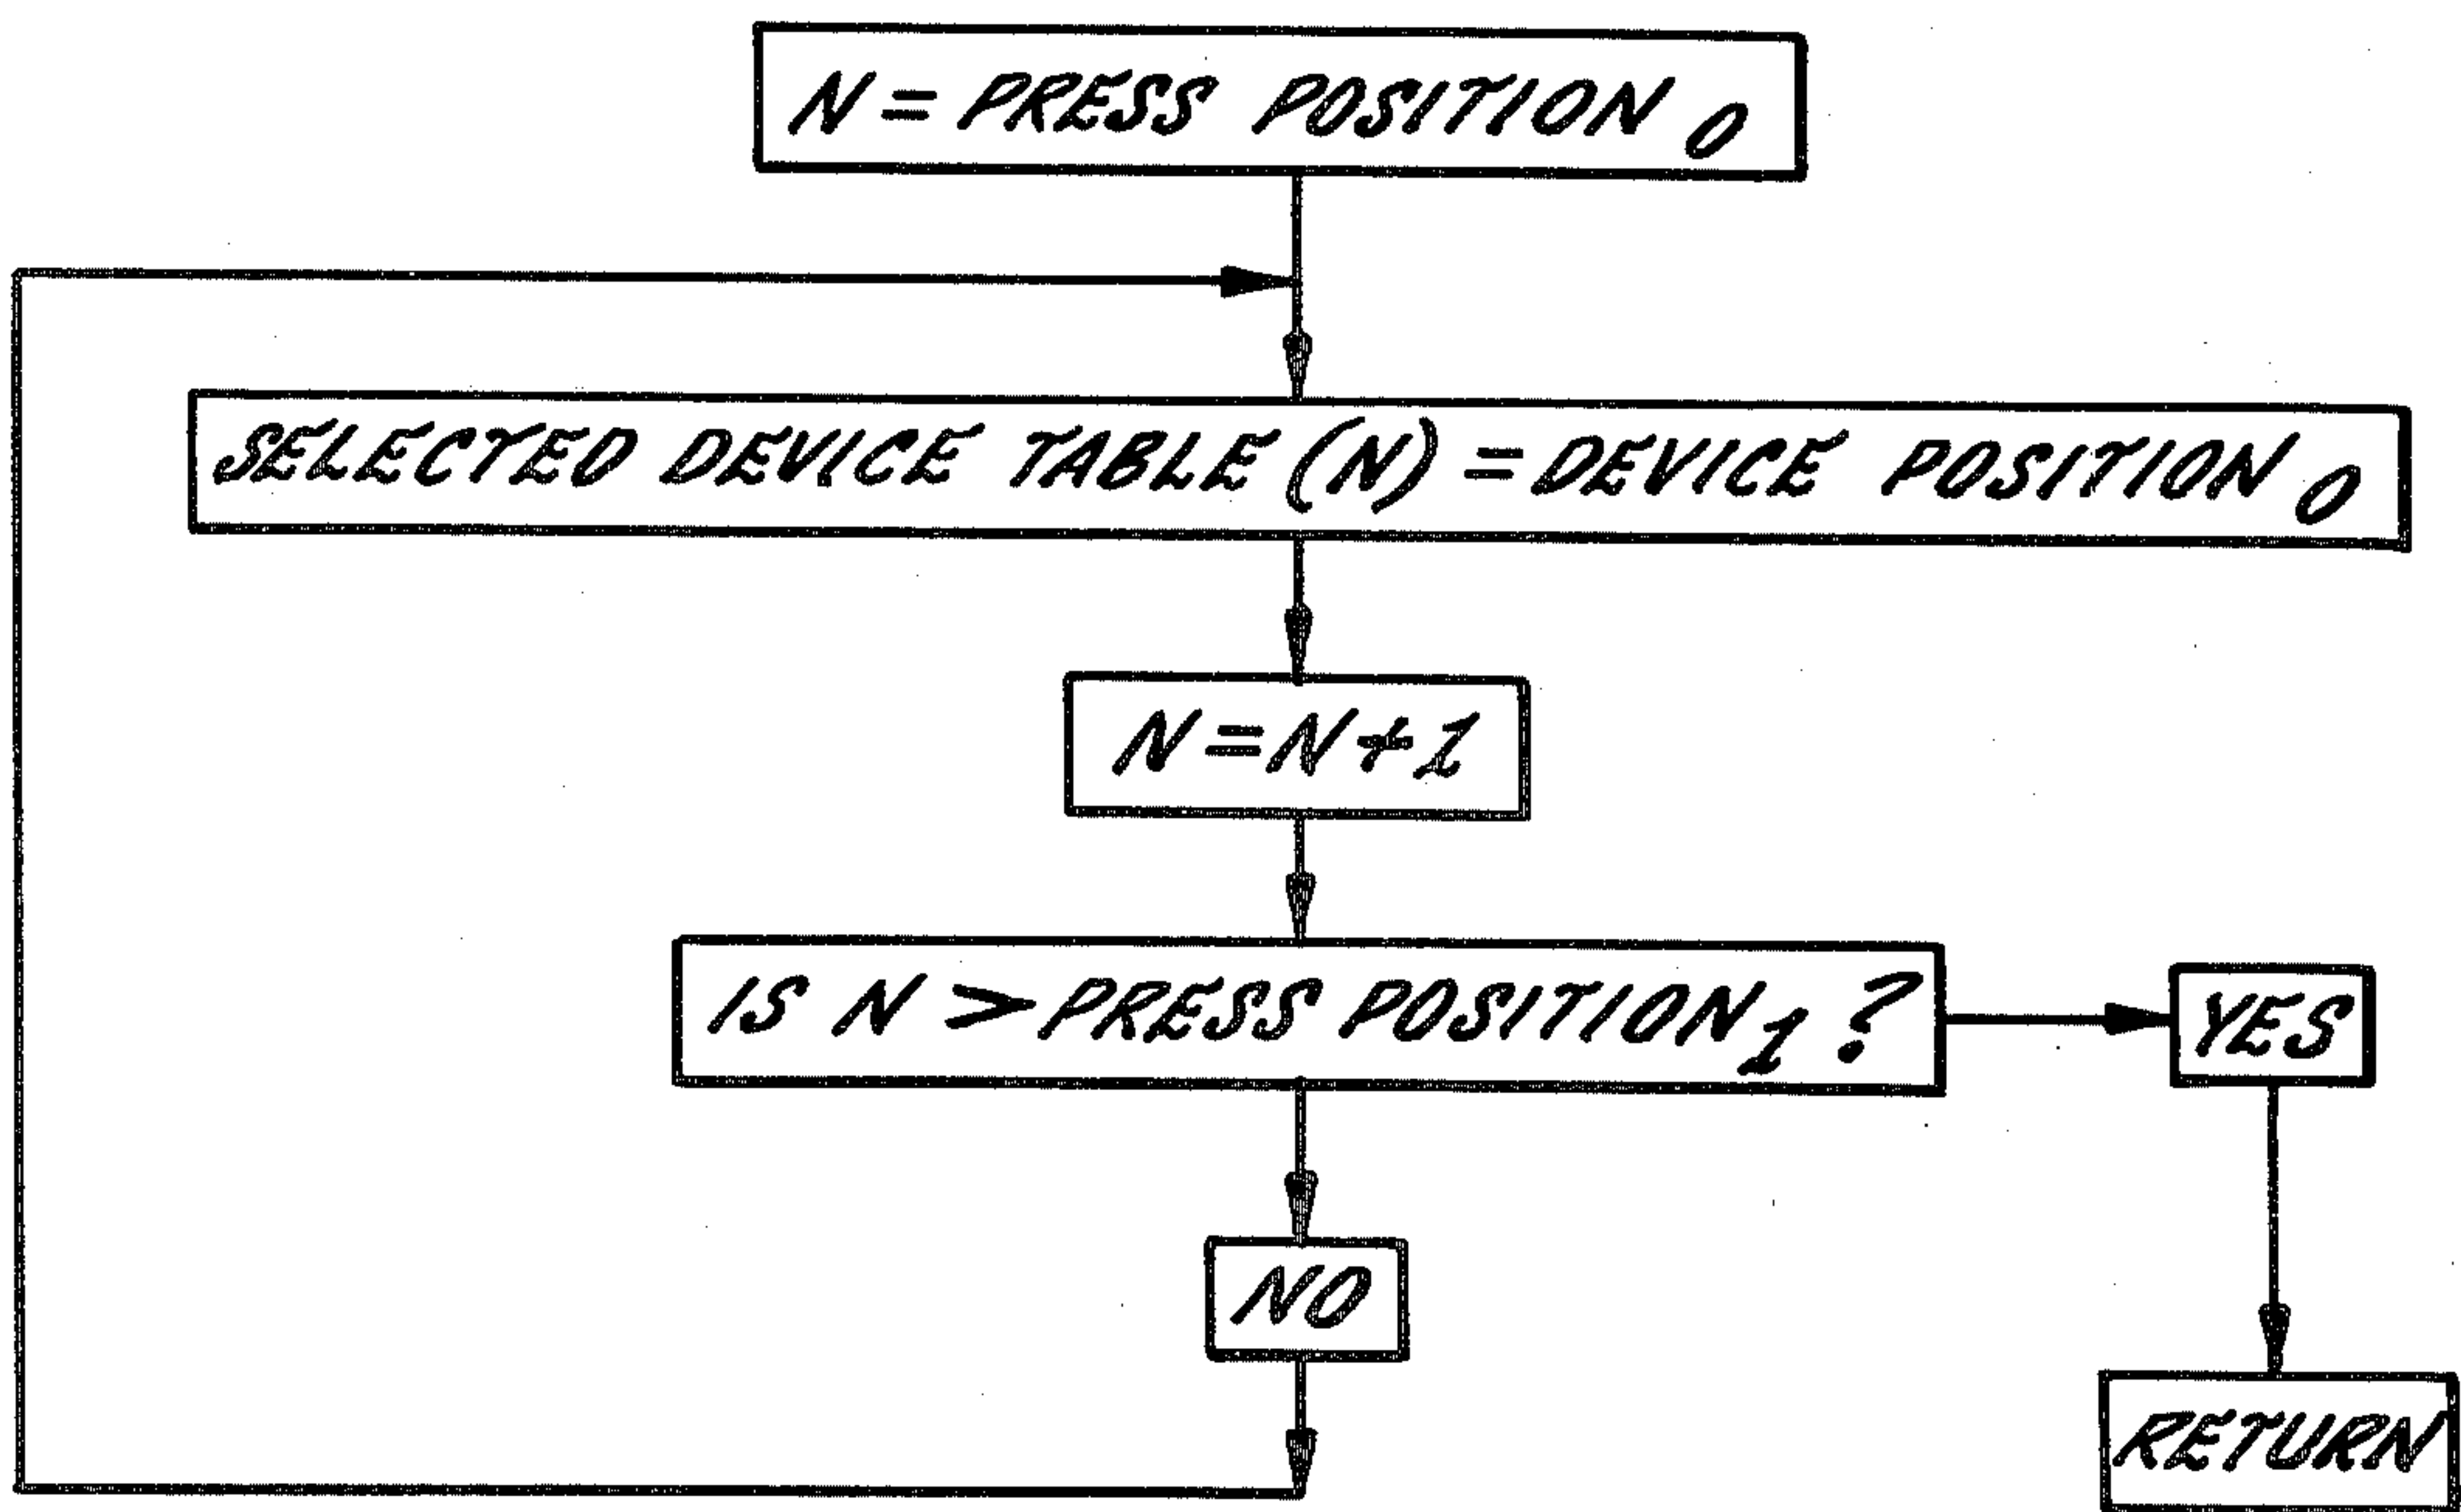 N = PRESS POSITION 0
SELECTED DEVICE TABLE (N) = DEVICE POSITION 0
N = N + 1
IS N > PRESS POSITION 1 ?
YES
NO
RETURN